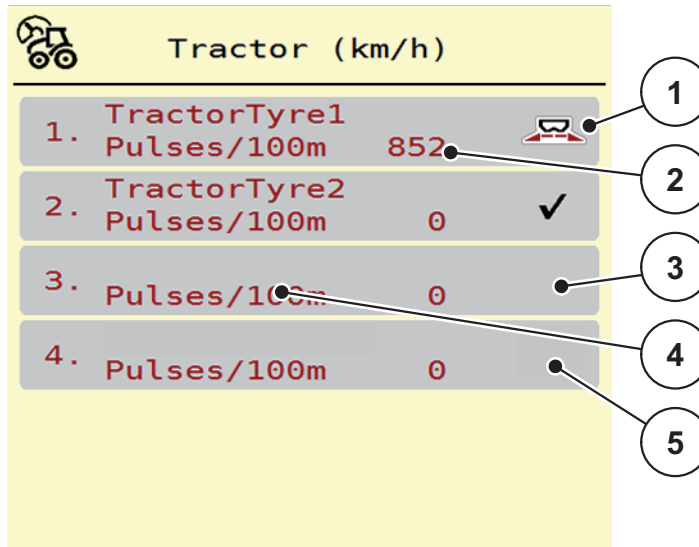 Tractor (km/h)
1. TractorTyre1
Pulses/100m 852
2. TractorTyre2
Pulses/100m 0
3.
Pulses/100m 0
4.
Pulses/100m 0
1
2
3
4
5